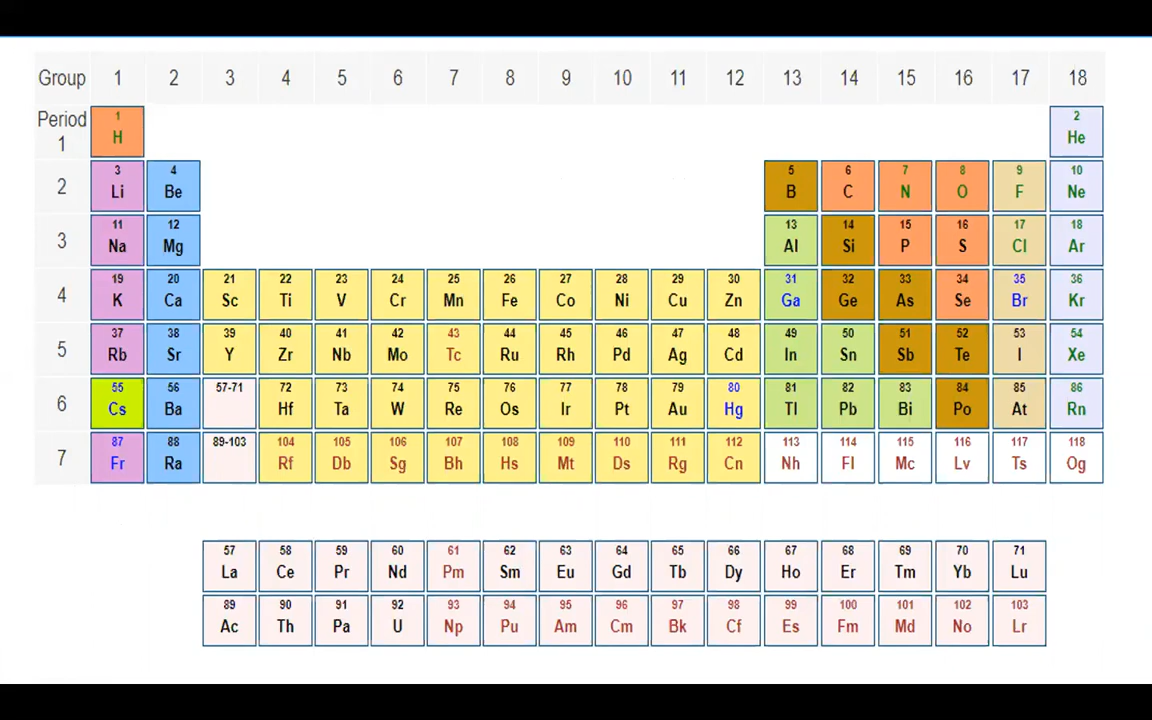 Group 1 2 3 4 5 6 7 8 9 10 11 12 13 14 15 16 17 18
Period 1 2
1 H He
3 4 5 6 7 8 9 10
2 Li Be B C N O F Ne
11 12 13 14 15 16 17 18
3 Na Mg Al Si P S Cl Ar
19 20 21 22 23 24 25 26 27 28 29 30 31 32 33 34 35 36
4 K Ca Sc Ti V Cr Mn Fe Co Ni Cu Zn Ga Ge As Se Br Kr
37 38 39 40 41 42 43 44 45 46 47 48 49 50 51 52 53 54
5 Rb Sr Y Zr Nb Mo Tc Ru Rh Pd Ag Cd In Sn Sb Te I Xe
55 56 57-71 72 73 74 75 76 77 78 79 80 81 82 83 84 85 86
6 Cs Ba Hf Ta W Re Os Ir Pt Au Hg Tl Pb Bi Po At Rn
87 88 89-103 104 105 106 107 108 109 110 111 112 113 114 115 116 117 118
7 Fr Ra Rf Db Sg Bh Hs Mt Ds Rg Cn Nh Fl Mc Lv Ts Og
57 58 59 60 61 62 63 64 65 66 67 68 69 70 71
La Ce Pr Nd Pm Sm Eu Gd Tb Dy Ho Er Tm Yb Lu
89 90 91 92 93 94 95 96 97 98 99 100 101 102 103
Ac Th Pa U Np Pu Am Cm Bk Cf Es Fm Md No Lr